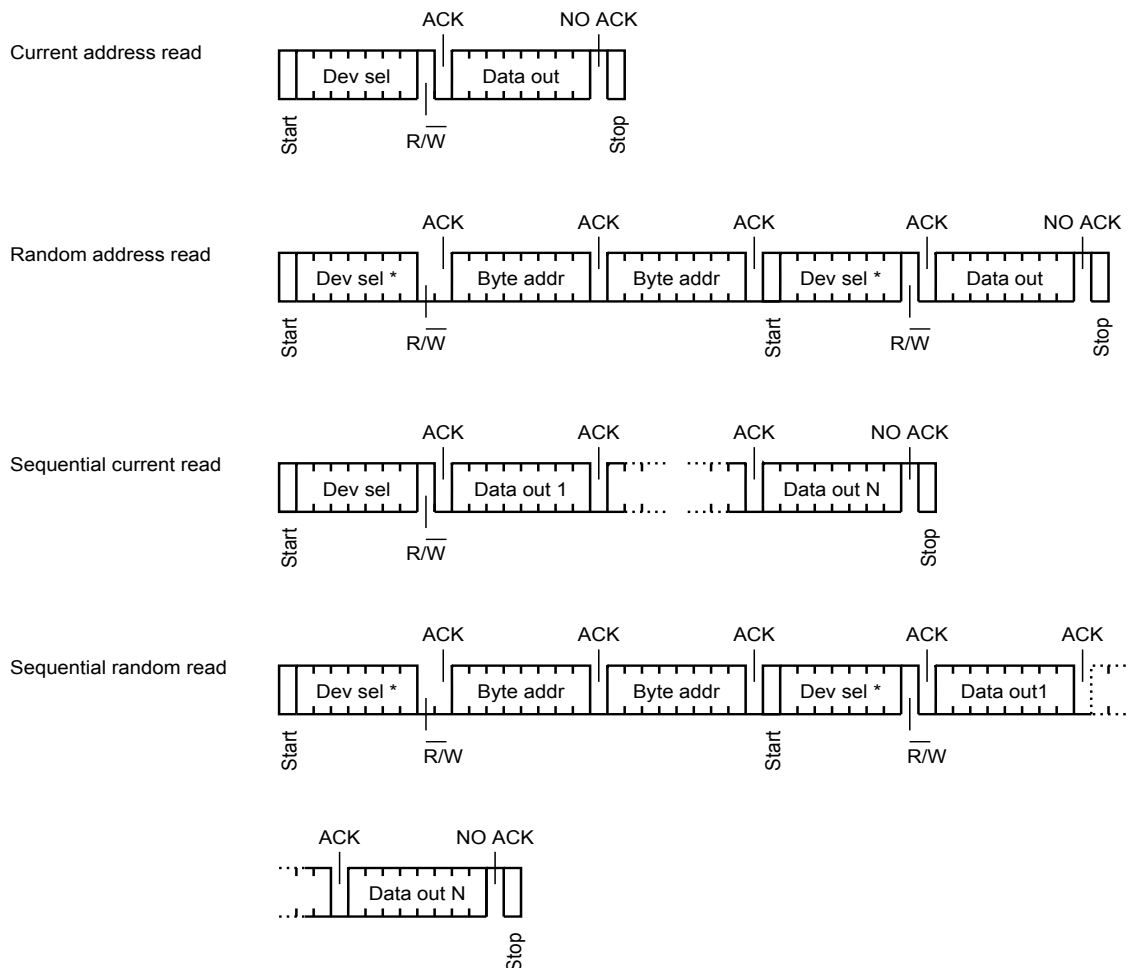 Current address read
ACK NO ACK
Dev sel Data out
Start R/W̅ Stop
Random address read
ACK ACK ACK ACK NO ACK
Dev sel * Byte addr Byte addr Dev sel * Data out
Start R/W̅ Start R/W̅ Stop
Sequential current read
ACK ACK ACK NO ACK
Dev sel Data out 1 Data out N
Start R/W̅ Stop
Sequential random read
ACK ACK ACK ACK ACK
Dev sel * Byte addr Byte addr Dev sel * Data out1
Start R̅/W Start R̅/W
ACK NO ACK
Data out N
Stop